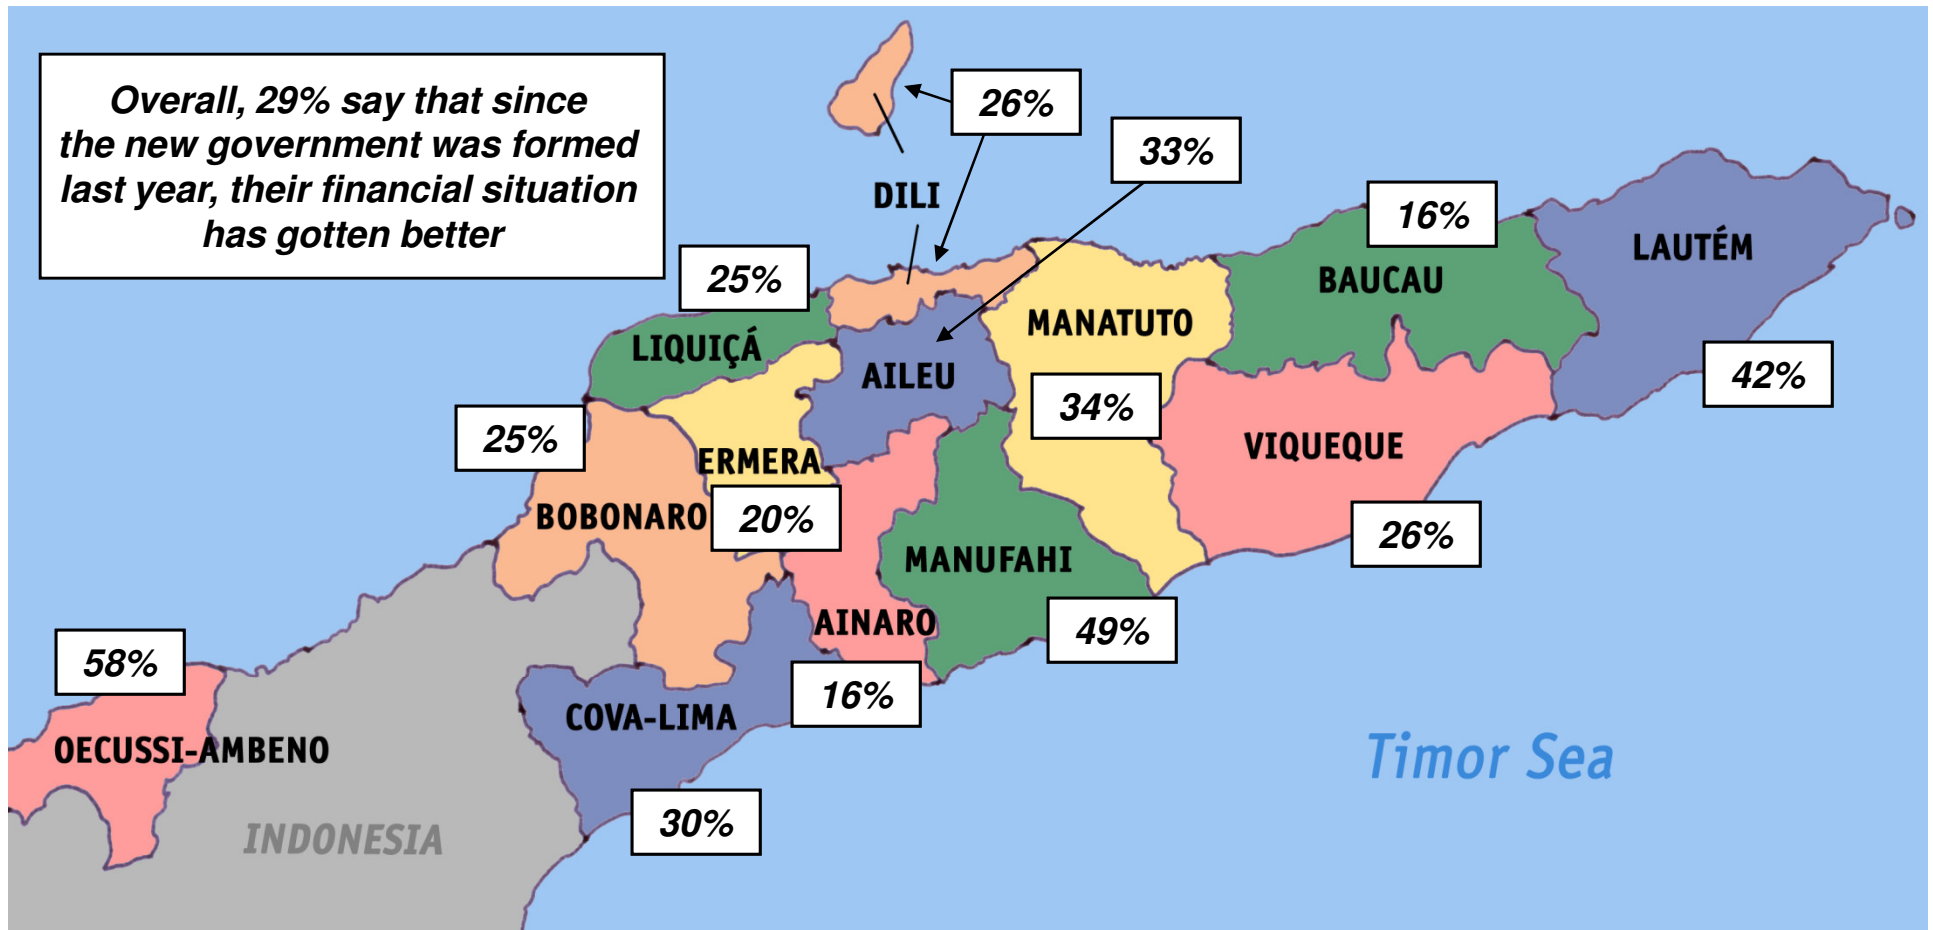 Overall, 29% say that since
the new government was formed
last year, their financial situation
has gotten better
26%
33%
DILI
16%
LAUTÉM
25%
BAUCAU
MANATUTO
LIQUIÇÁ
AILEU
42%
34%
25%
VIQUEQUE
ERMERA
BOBONARO
20%
26%
MANUFAHI
AINARO
49%
58%
16%
COVA-LIMA
OECUSSI-AMBENO
Timor Sea
30%
INDONESIA